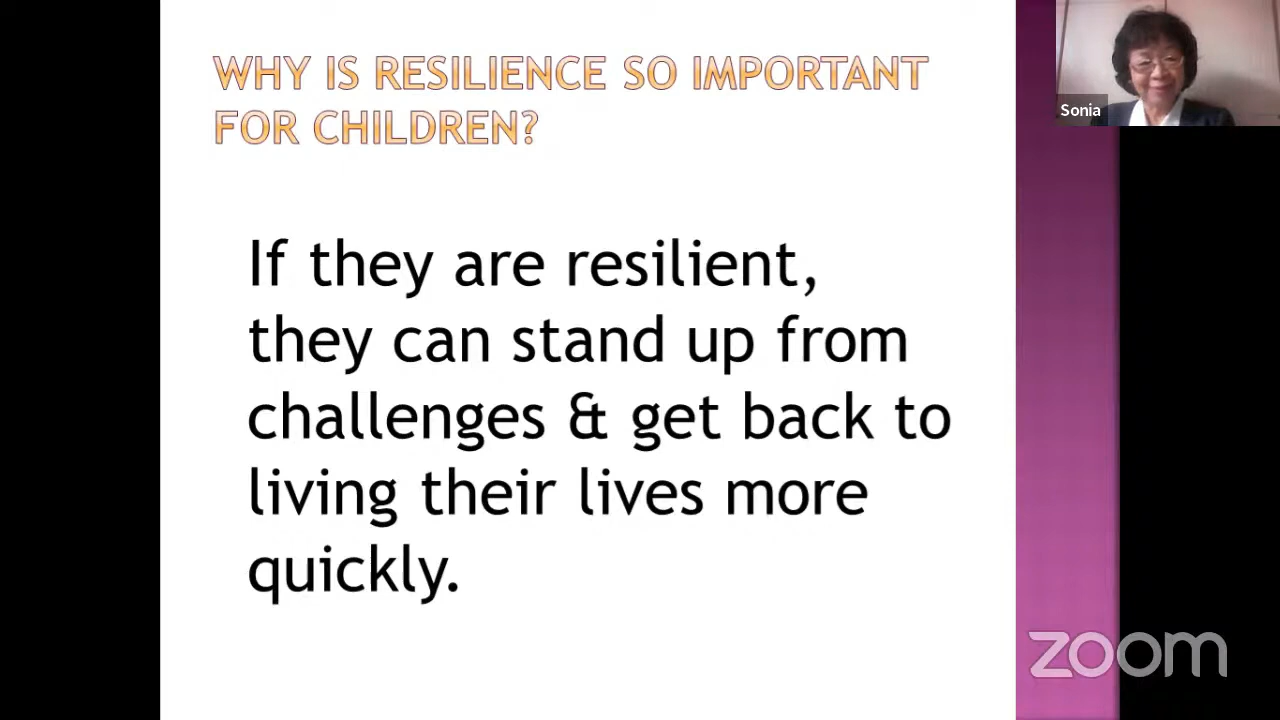 WHY IS RESILIENCE SO IMPORTANT
FOR CHILDREN?
If they are resilient,
they can stand up from
challenges & get back to
living their lives more
quickly.
Sonia
zoom